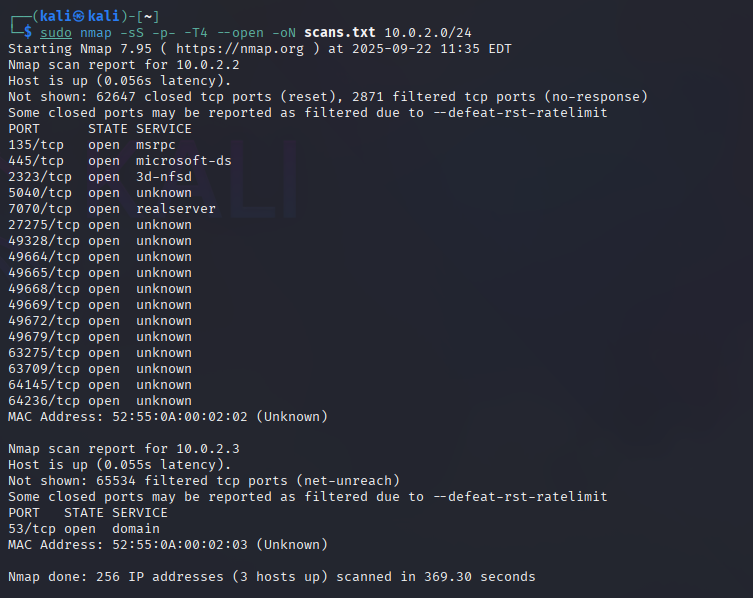 ┌──(kali㉿kali)-[~]
└─$ sudo nmap -sS -p- -T4 --open -oN scans.txt 10.0.2.0/24
Starting Nmap 7.95 ( https://nmap.org ) at 2025-09-22 11:35 EDT
Nmap scan report for 10.0.2.2
Host is up (0.056s latency).
Not shown: 62647 closed tcp ports (reset), 2871 filtered tcp ports (no-response)
Some closed ports may be reported as filtered due to --defeat-rst-ratelimit
PORT      STATE SERVICE
135/tcp   open  msrpc
445/tcp   open  microsoft-ds
2323/tcp  open  3d-nfsd
5040/tcp  open  unknown
7070/tcp  open  realserver
27275/tcp open  unknown
49328/tcp open  unknown
49664/tcp open  unknown
49665/tcp open  unknown
49668/tcp open  unknown
49669/tcp open  unknown
49672/tcp open  unknown
49679/tcp open  unknown
63275/tcp open  unknown
63709/tcp open  unknown
64145/tcp open  unknown
64236/tcp open  unknown
MAC Address: 52:55:0A:00:02:02 (Unknown)

Nmap scan report for 10.0.2.3
Host is up (0.055s latency).
Not shown: 65534 filtered tcp ports (net-unreach)
Some closed ports may be reported as filtered due to --defeat-rst-ratelimit
PORT   STATE SERVICE
53/tcp open  domain
MAC Address: 52:55:0A:00:02:03 (Unknown)

Nmap done: 256 IP addresses (3 hosts up) scanned in 369.30 seconds